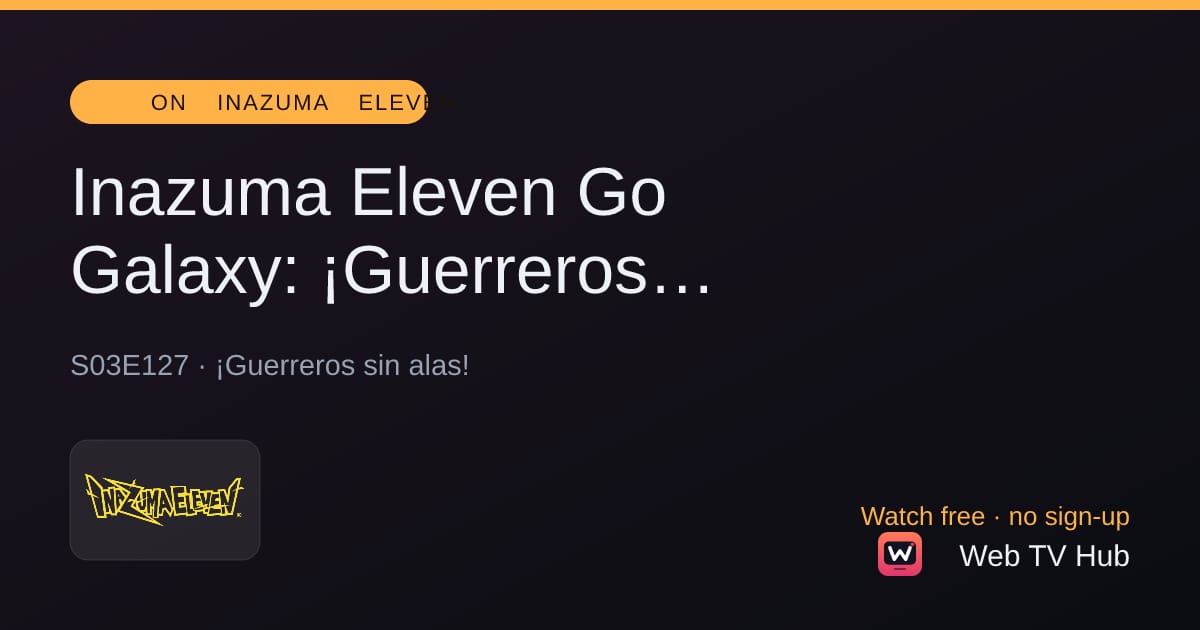 ON INAZUMA ELEVEN
Inazuma Eleven Go
Galaxy: ¡Guerreros…
S03E127 · ¡Guerreros sin alas!
INAZUMA ELEVEN
Watch free · no sign-up
W
Web TV Hub